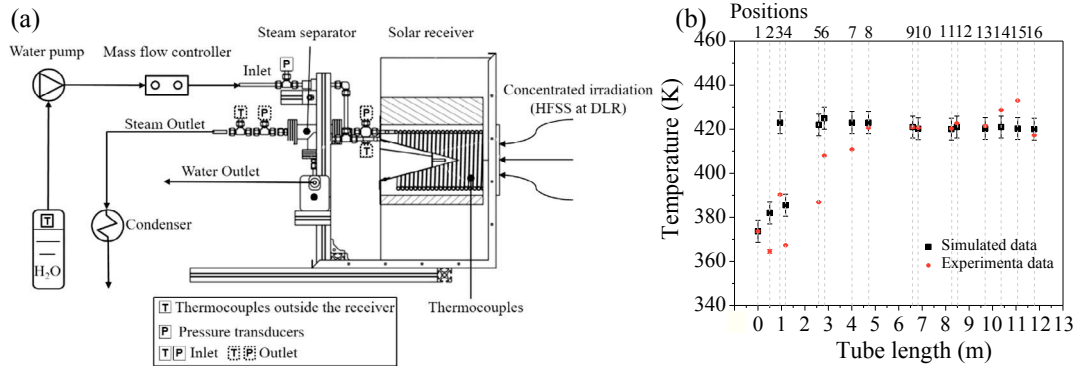 (a)
Water pump
Mass flow controller
Steam separator
Solar receiver
P
Inlet
T P
Steam Outlet
T
Water Outlet
Concentrated irradiation
(HFSS at DLR)
T
H2O
Condenser
Thermocouples
T Thermocouples outside the receiver
P Pressure transducers
T P Inlet T P Outlet
(b)
Positions
1 2 3 4 5 6 7 8 9 10 11 12 13 14 15 16
460
440
420
400
380
360
340
Temperature (K)
Simulated data
Experimenta data
0 1 2 3 4 5 6 7 8 9 10 11 12 13
Tube length (m)